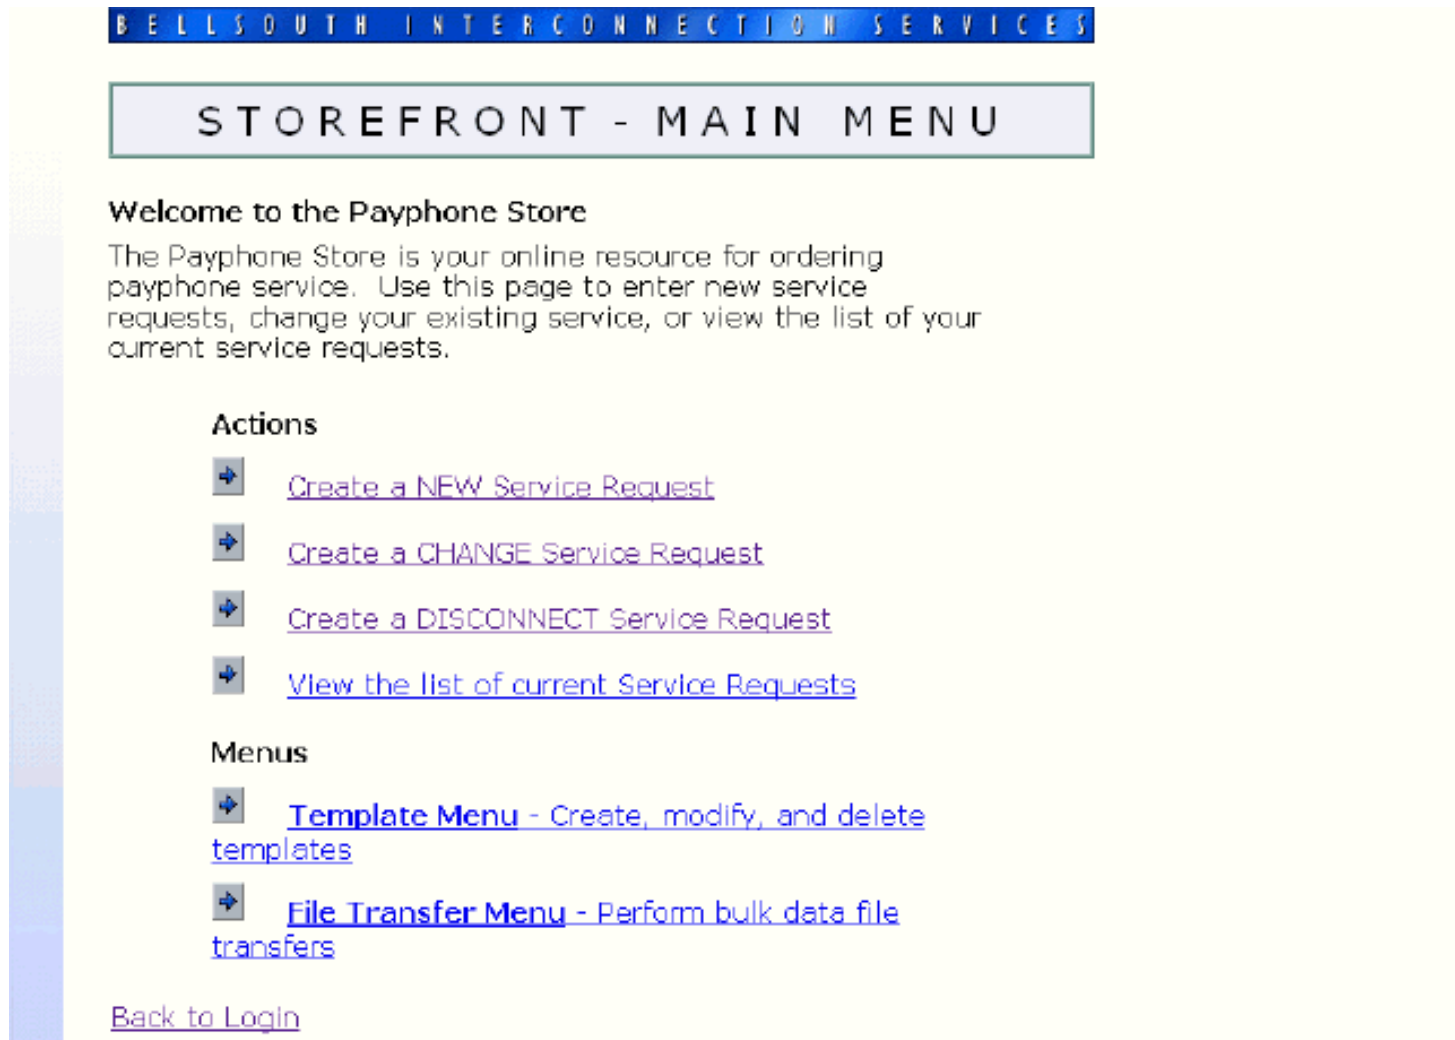 BELLSOUTH INTERCONNECTION SERVICES
STOREFRONT - MAIN MENU
Welcome to the Payphone Store
The Payphone Store is your online resource for ordering
payphone service.  Use this page to enter new service
requests, change your existing service, or view the list of your
current service requests.
Actions
Create a NEW Service Request
Create a CHANGE Service Request
Create a DISCONNECT Service Request
View the list of current Service Requests
Menus
Template Menu - Create, modify, and delete
templates
File Transfer Menu - Perform bulk data file
transfers
Back to Login